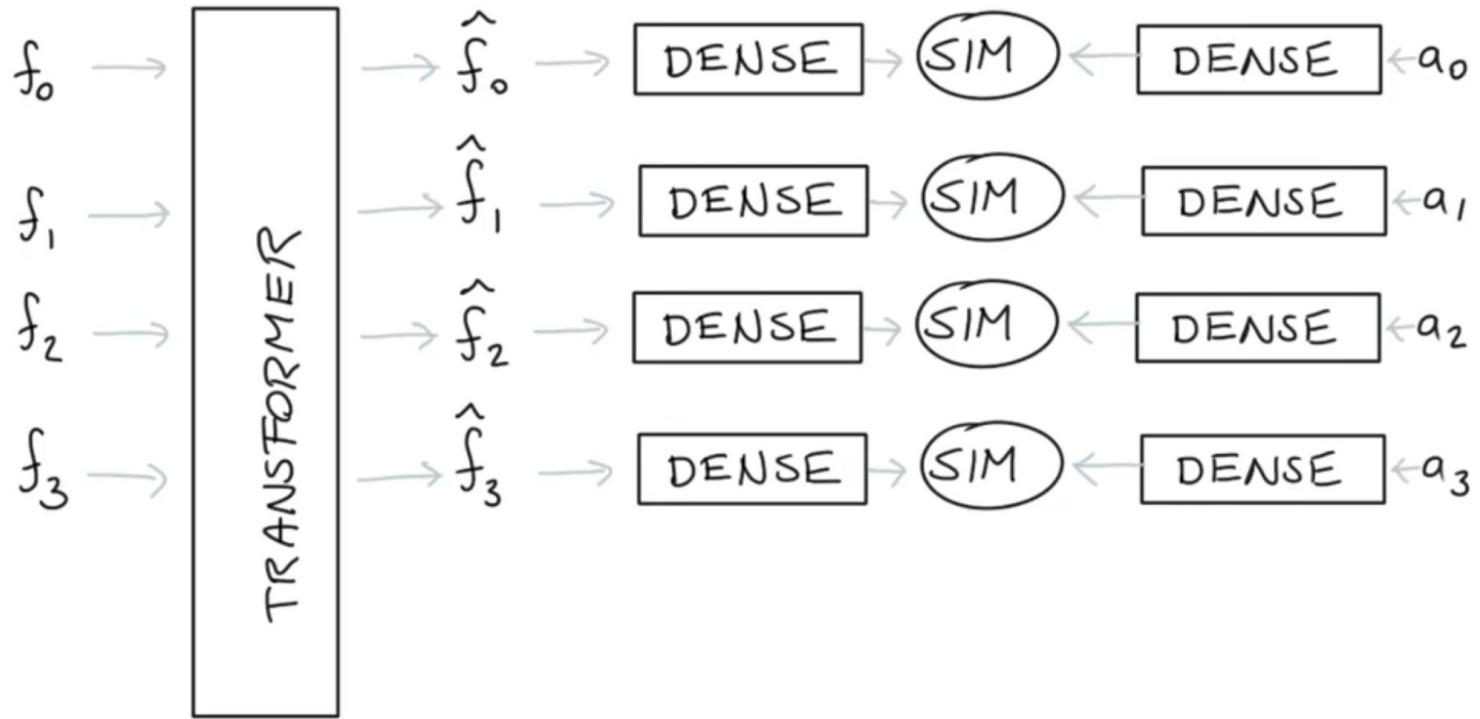 f₀ f̂₀ DENSE SIM DENSE a₀
f₁ f̂₁ DENSE SIM DENSE a₁
f₂ f̂₂ DENSE SIM DENSE a₂
f₃ f̂₃ DENSE SIM DENSE a₃
TRANSFORMER